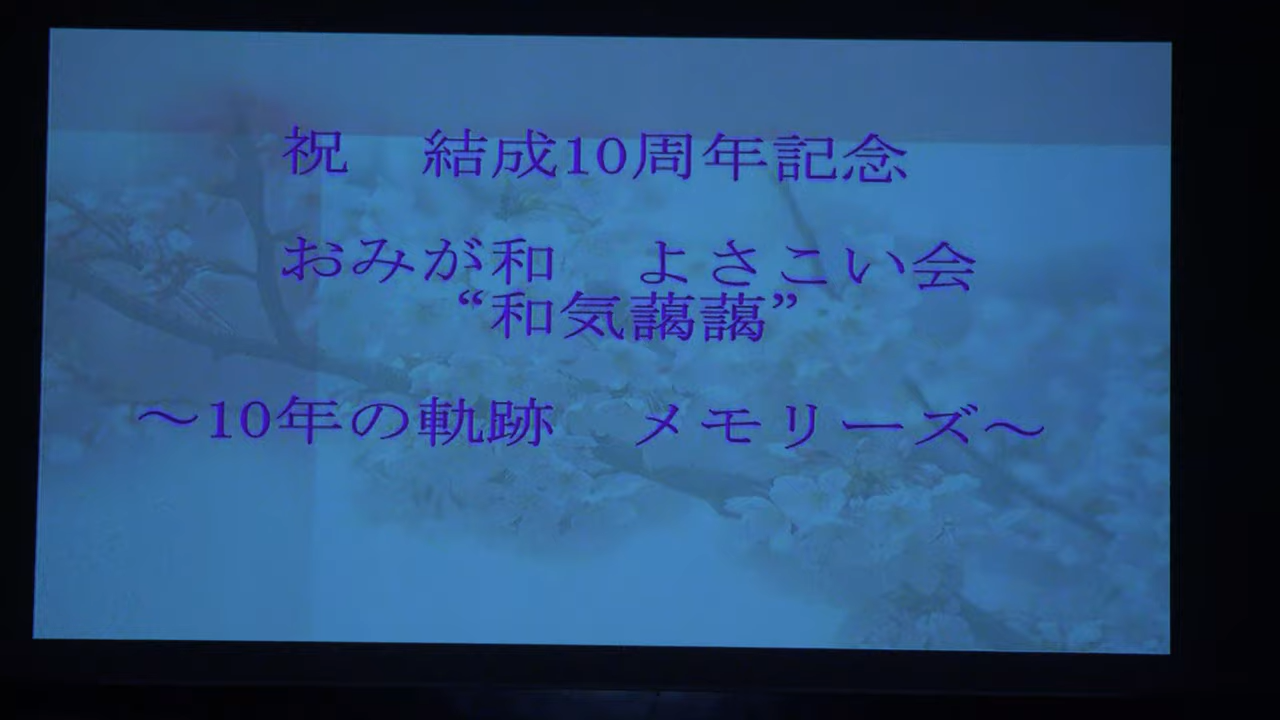 祝　結成10周年記念
おみが和　よさこい会
“和気藹藹”
～10年の軌跡　メモリーズ～